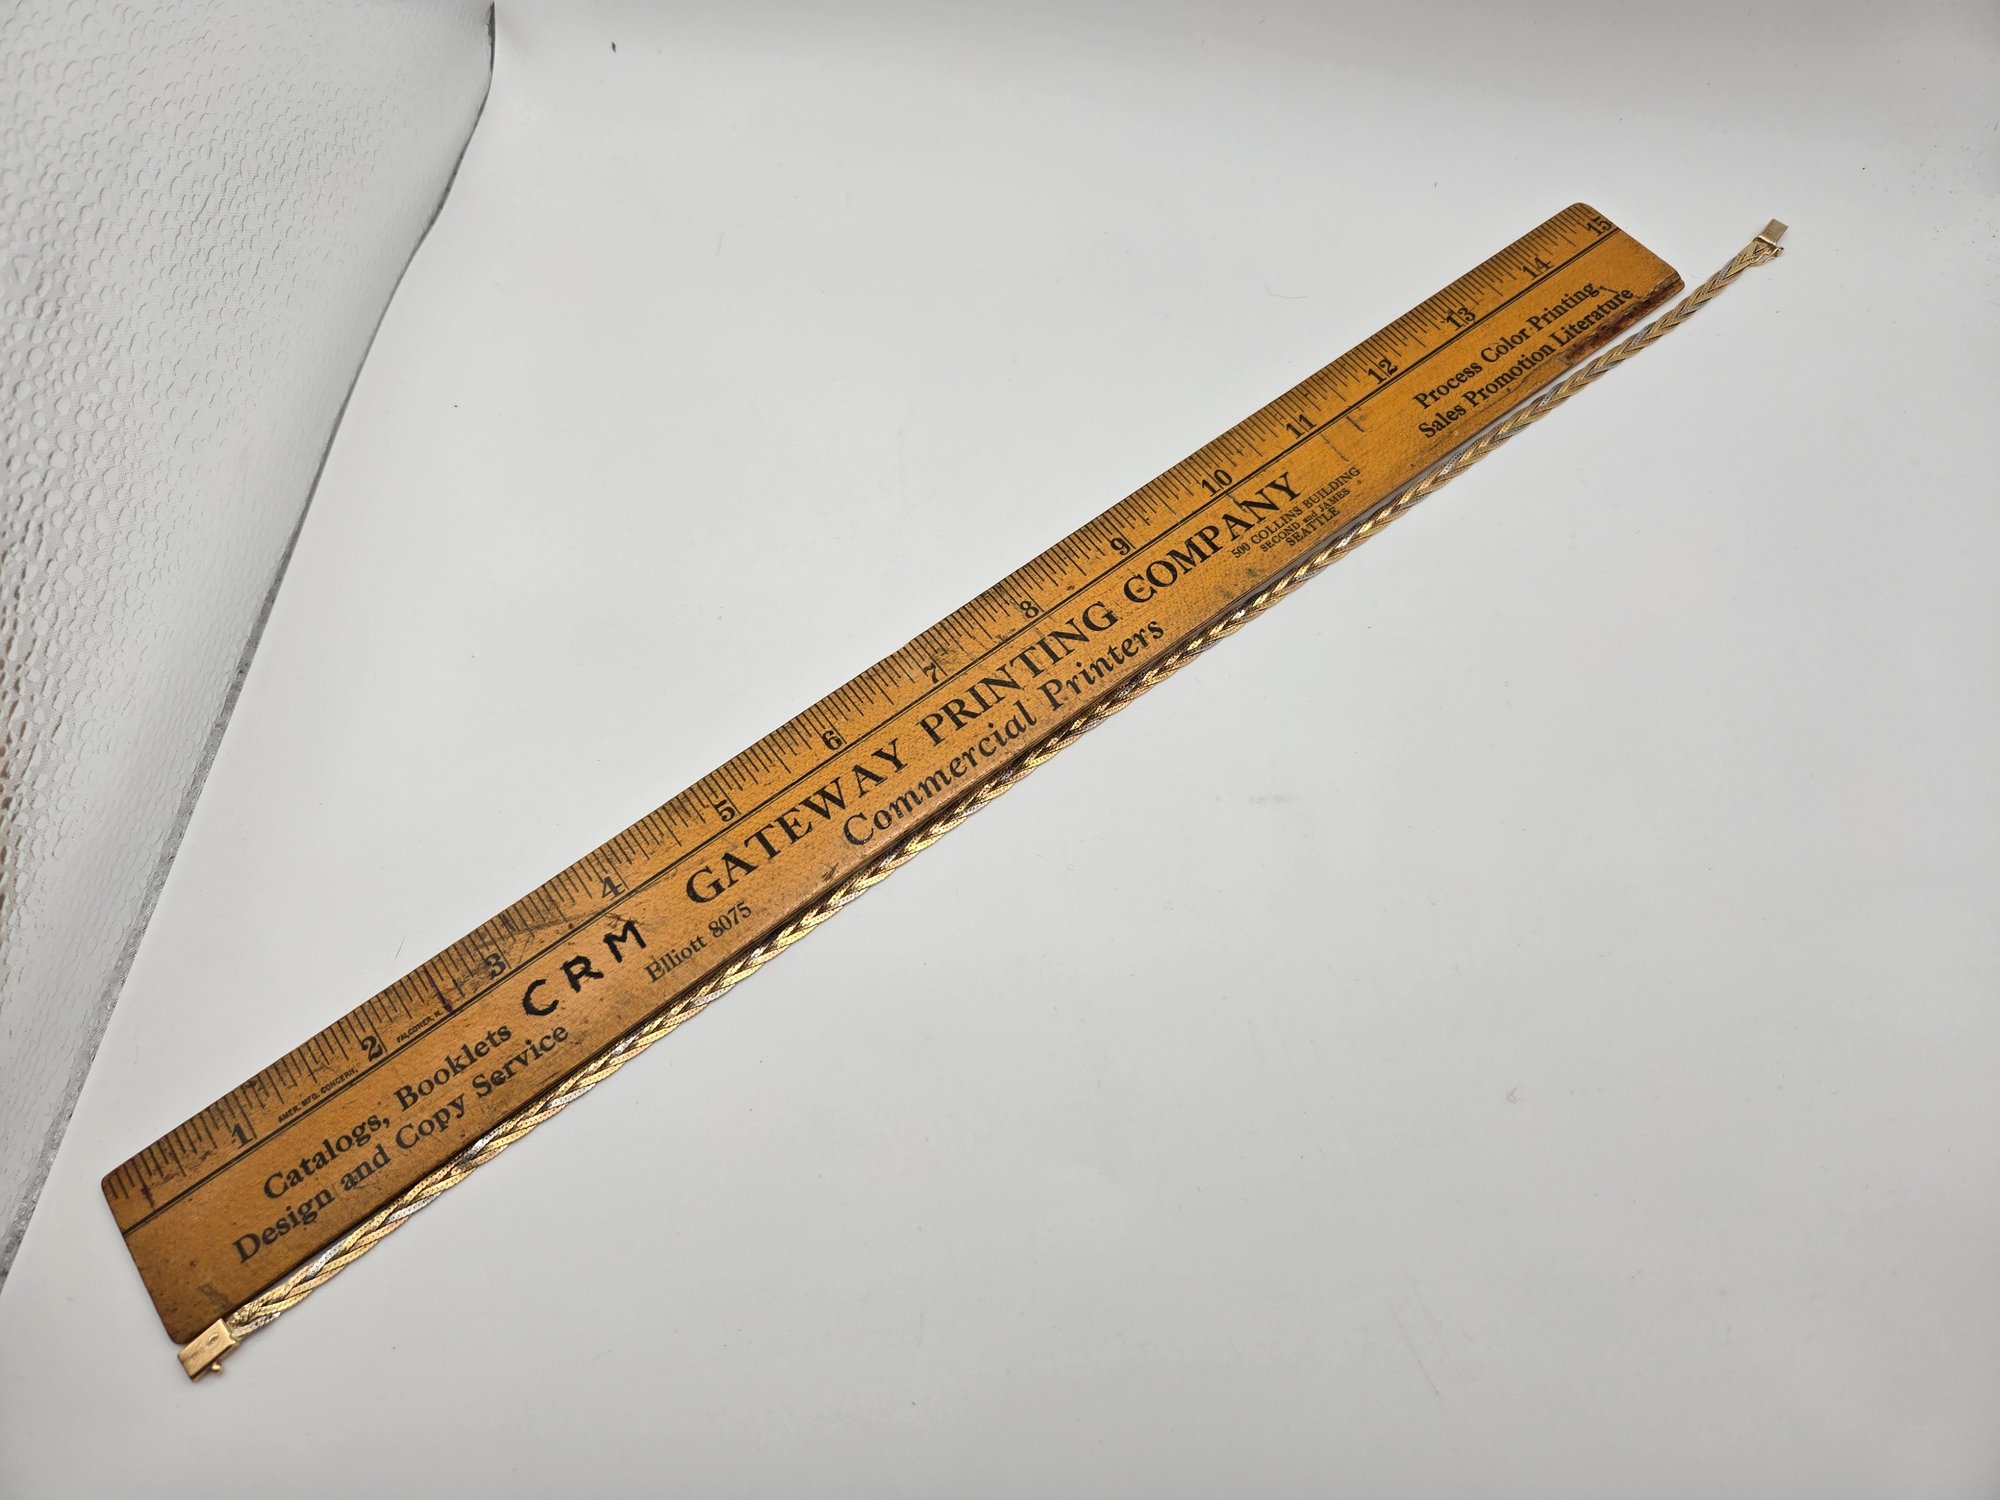 1 2 3 4 5 6 7 8 9 10 11 12 13 14 15
AMER. MFG. CONCERN.
FALCONER, N.
Catalogs, Booklets
Design and Copy Service
CRM
GATEWAY PRINTING COMPANY
Elliott 8075
Commercial Printers
500 COLLINS BUILDING
SECOND and JAMES
SEATTLE
Process Color Printing,
Sales Promotion Literature